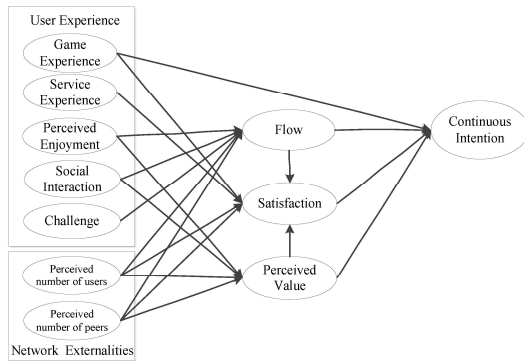 User Experience
Game
Experience
Service
Experience
Perceived
Enjoyment
Social
Interaction
Challenge
Perceived
number of users
Perceived
number of peers
Network Externalities
Flow
Satisfaction
Perceived
Value
Continuous
Intention